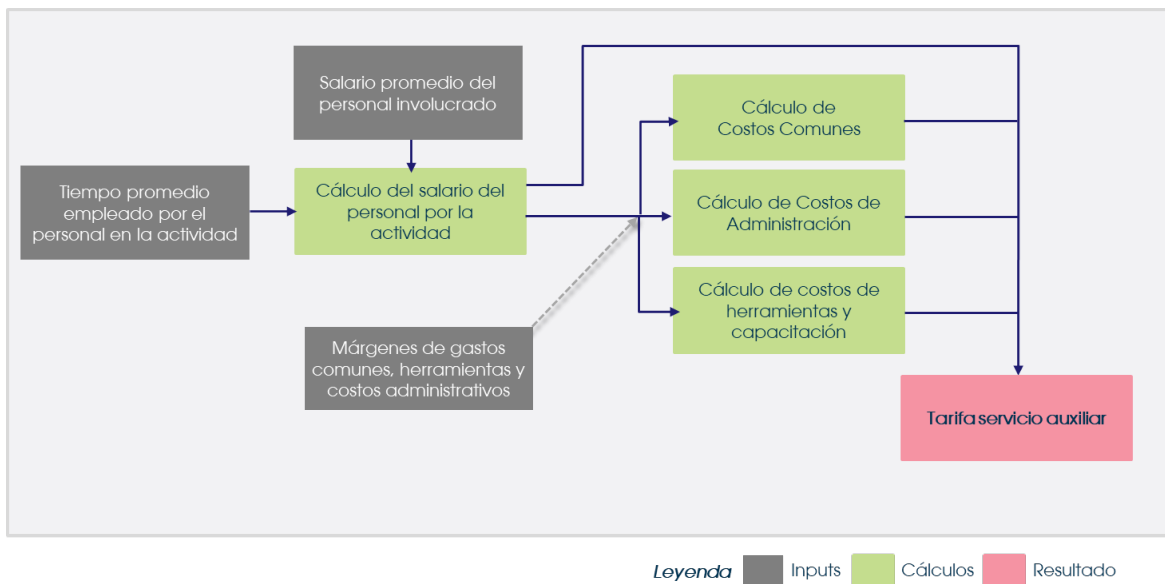 Salario promedio del
personal involucrado
Cálculo de
Costos Comunes
Tiempo promedio
empleado por el
personal en la actividad
Cálculo del salario del
personal por la
actividad
Cálculo de Costos de
Administración
Cálculo de costos de
herramientas y
capacitación
Márgenes de gastos
comunes, herramientas y
costos administrativos
Tarifa servicio auxiliar
Leyenda
Inputs
Cálculos
Resultado